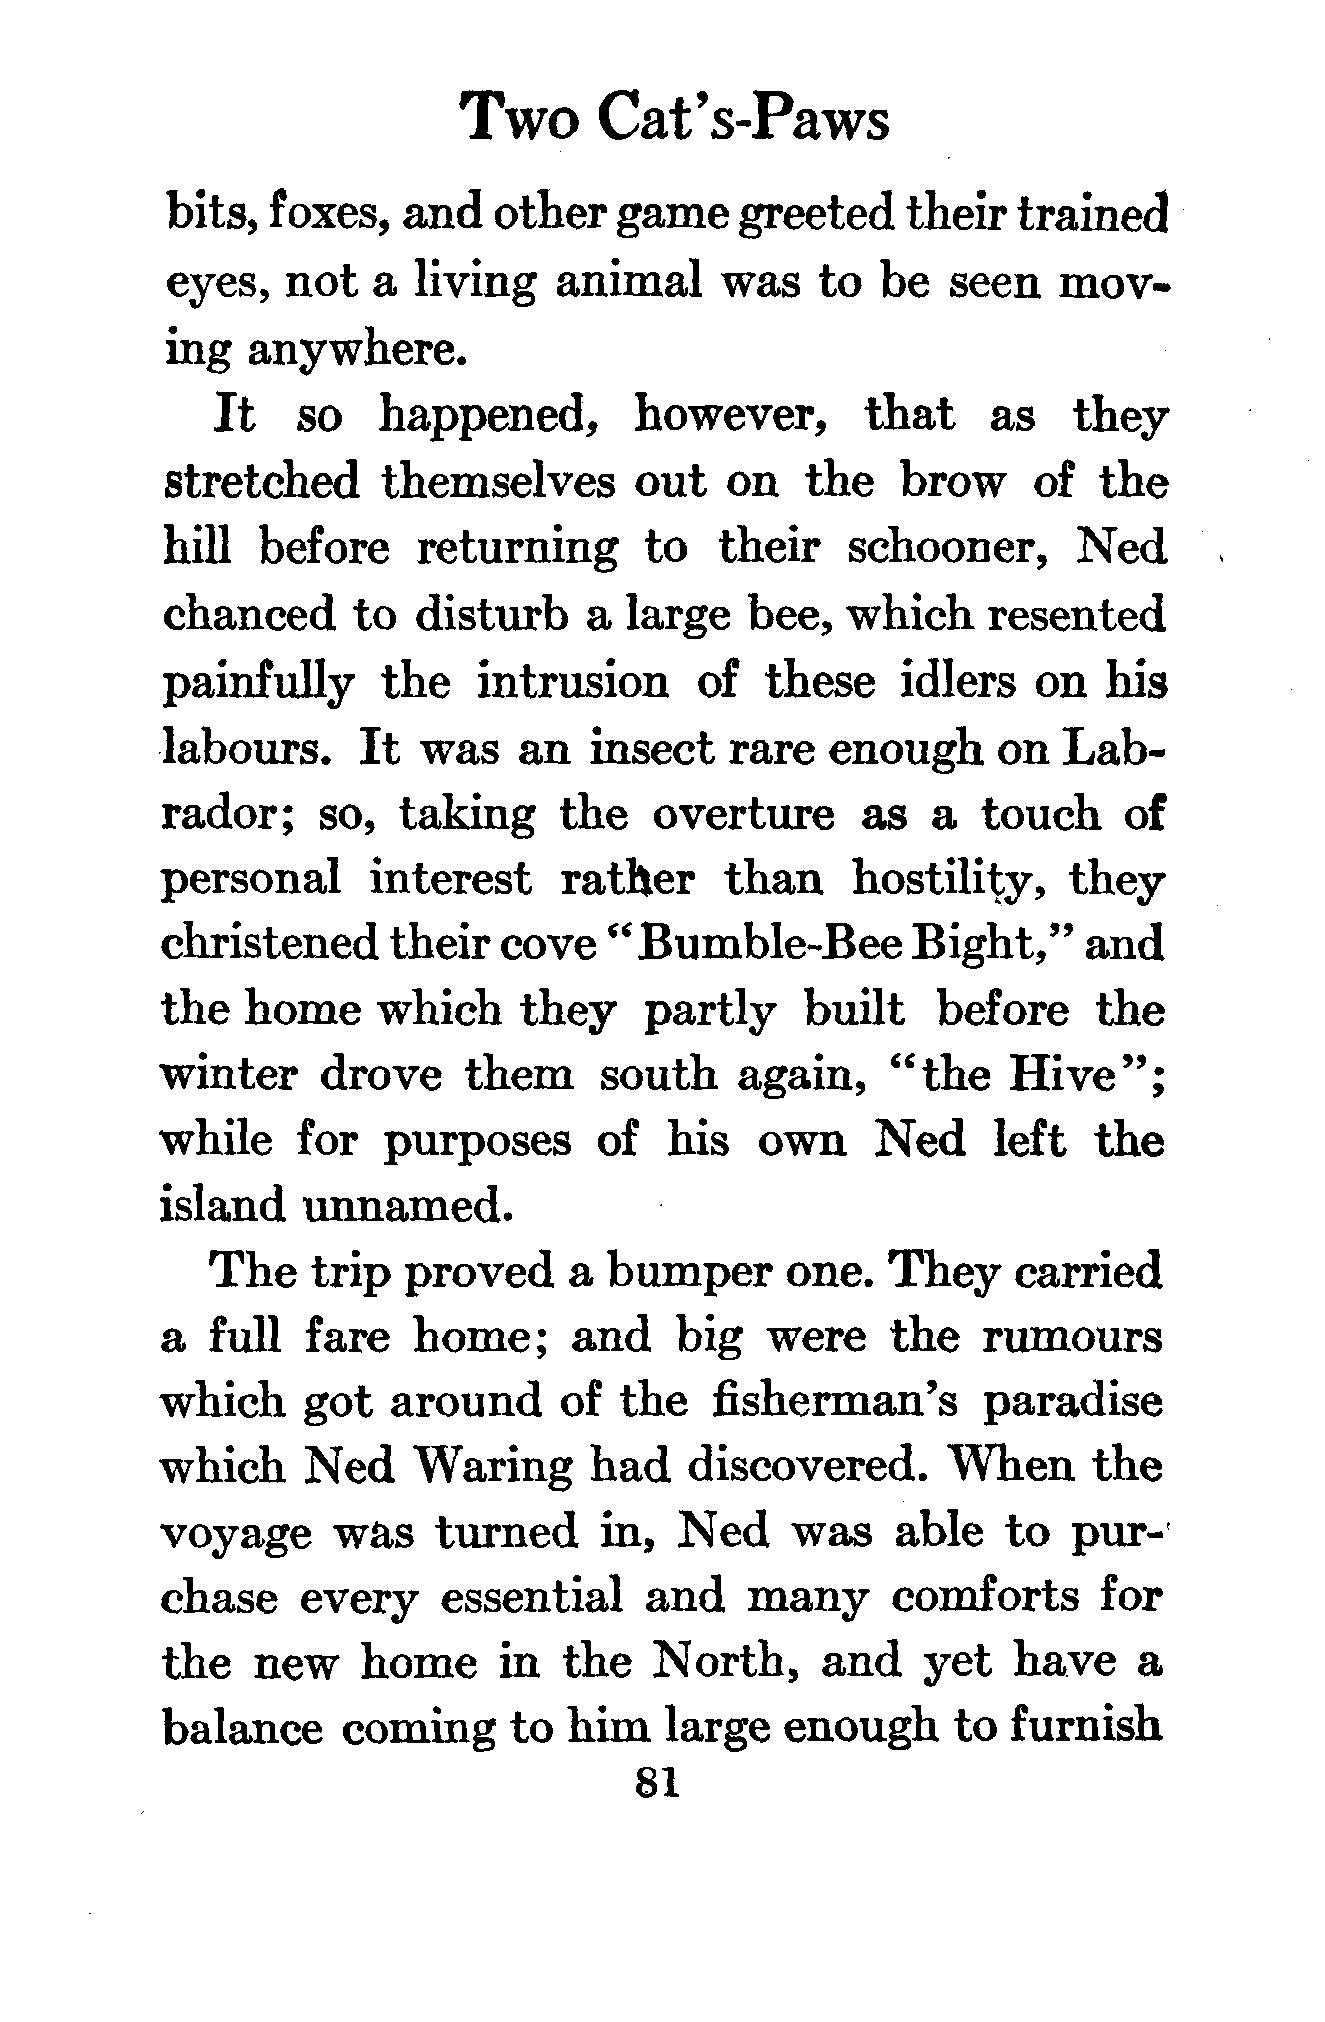 Two Cat's-Paws
bits, foxes, and other game greeted their trained
eyes, not a living animal was to be seen mov-
ing anywhere.
It so happened, however, that as they
stretched themselves out on the brow of the
hill before returning to their schooner, Ned
chanced to disturb a large bee, which resented
painfully the intrusion of these idlers on his
labours. It was an insect rare enough on Lab-
rador; so, taking the overture as a touch of
personal interest rather than hostility, they
christened their cove "Bumble-Bee Bight," and
the home which they partly built before the
winter drove them south again, "the Hive";
while for purposes of his own Ned left the
island unnamed.
The trip proved a bumper one. They carried
a full fare home; and big were the rumours
which got around of the fisherman's paradise
which Ned Waring had discovered. When the
voyage was turned in, Ned was able to pur-
chase every essential and many comforts for
the new home in the North, and yet have a
balance coming to him large enough to furnish
81